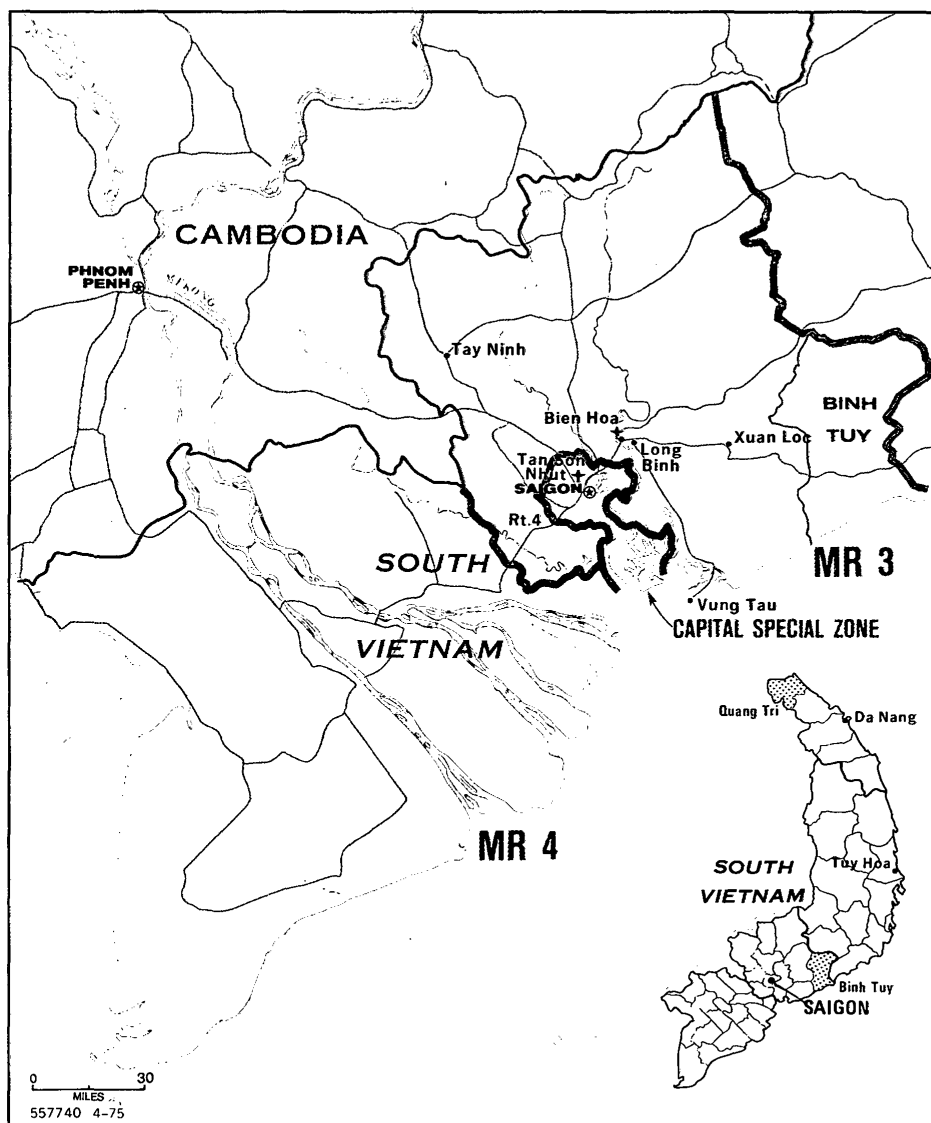 CAMBODIA
PHNOM
PENH
MEKONG
Tay Ninh
Bien Hoa
Xuan Loc
Long
Binh
BINH
TUY
Tan Son
Nhut
SAIGON
Rt.4
SOUTH
VIETNAM
MR 3
Vung Tau
CAPITAL SPECIAL ZONE
MR 4
Quang Tri
Da Nang
Tuy Hoa
SOUTH
VIETNAM
Binh Tuy
SAIGON
0 30
MILES
557740 4-75